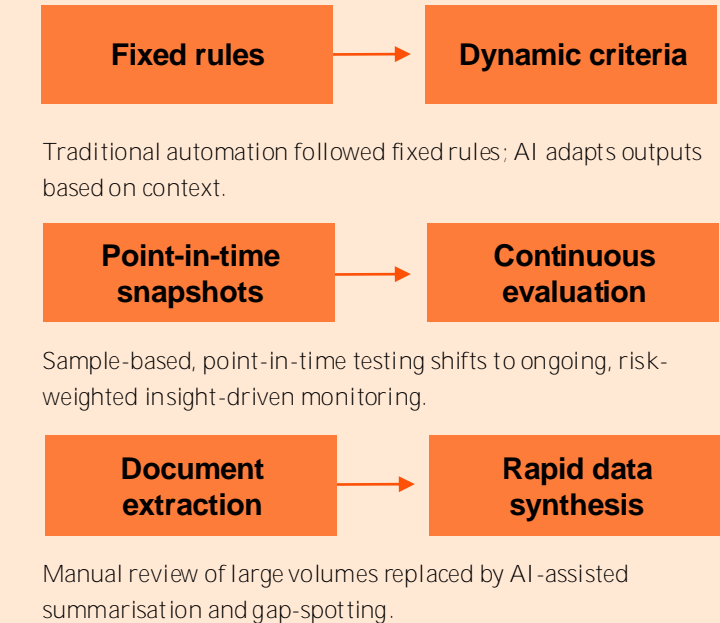 Fixed rules
Dynamic criteria
Traditional automation followed fixed rules; AI adapts outputs
based on context.
Point-in-time
snapshots
Continuous
evaluation
Sample-based, point-in-time testing shifts to ongoing, risk-
weighted insight-driven monitoring.
Document
extraction
Rapid data
synthesis
Manual review of large volumes replaced by AI-assisted
summarisation and gap-spotting.